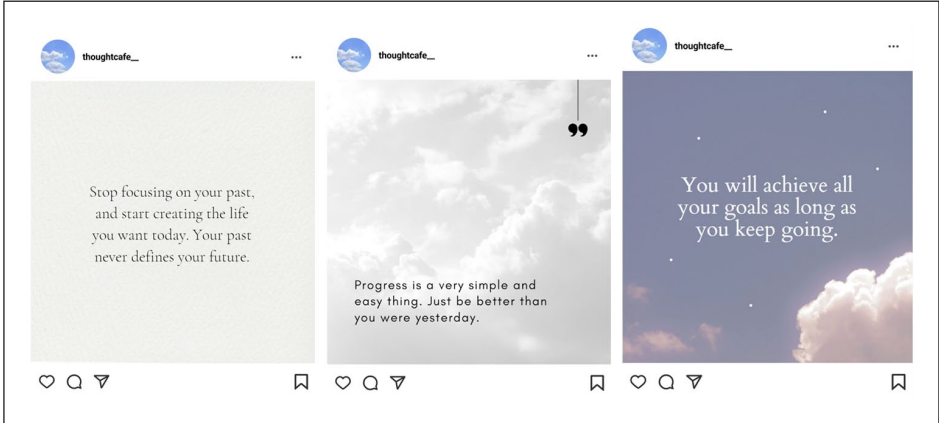 thoughtcafe__
Stop focusing on your past,
and start creating the life
you want today. Your past
never defines your future.
thoughtcafe__
Progress is a very simple and
easy thing. Just be better than
you were yesterday.
thoughtcafe__
You will achieve all
your goals as long as
you keep going.